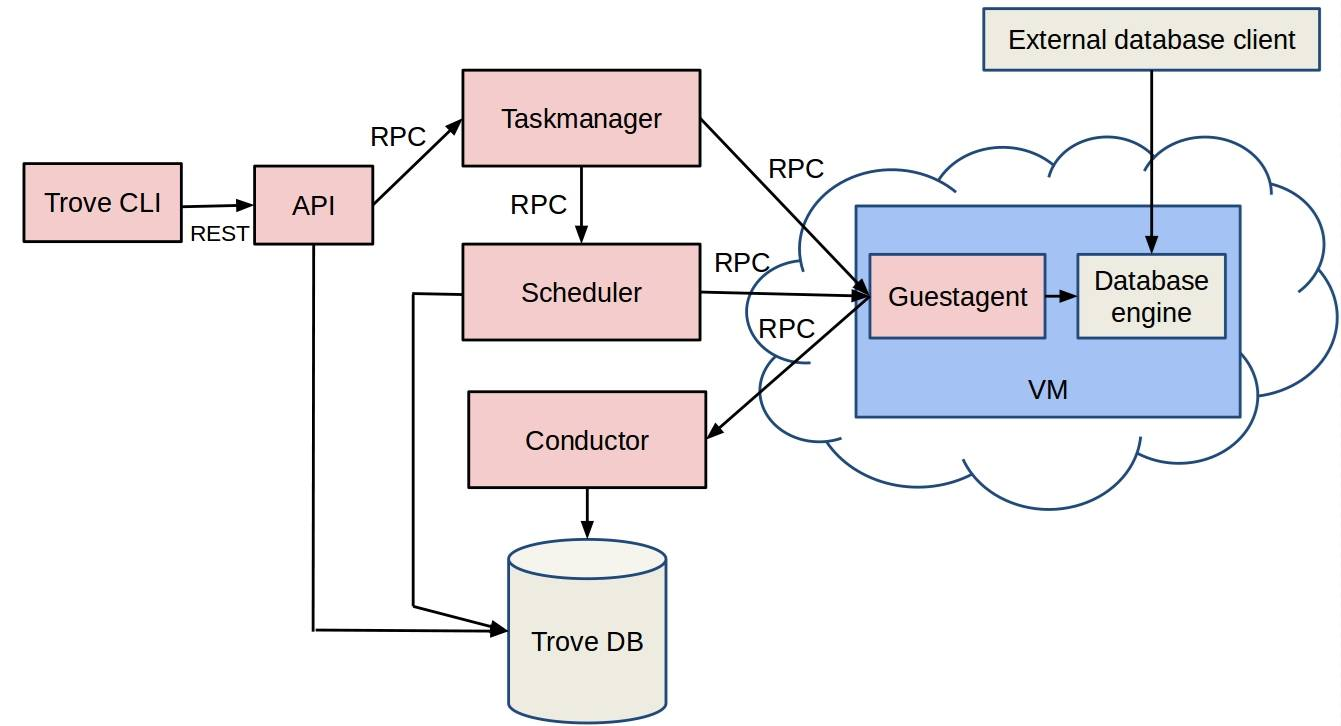 External database client
Taskmanager
RPC
RPC
Trove CLI
API
RPC
REST
RPC
Scheduler
Guestagent
Database
engine
RPC
VM
Conductor
Trove DB